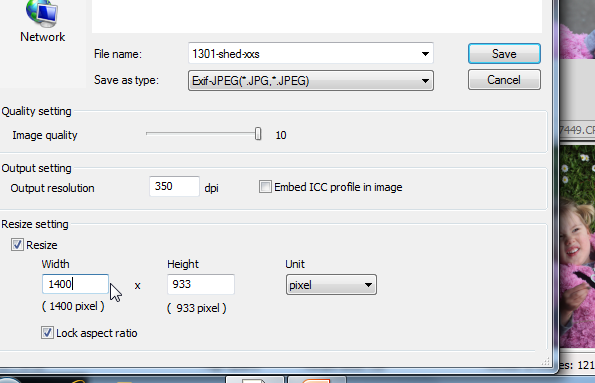 Network
File name: 1301-shed-xxs Save
Save as type: Exif-JPEG(*.JPG,*.JPEG) Cancel
Quality setting
Image quality 10
7449.CR
Output setting
Output resolution 350 dpi Embed ICC profile in image
Resize setting
Resize
Width Height Unit
1400 x 933 pixel
( 1400 pixel ) ( 933 pixel )
Lock aspect ratio
es: 121